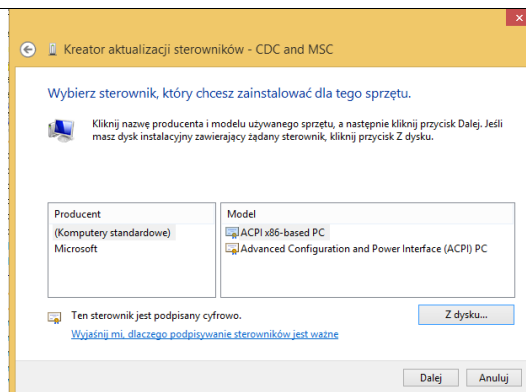 Kreator aktualizacji sterowników - CDC and MSC
Wybierz sterownik, który chcesz zainstalować dla tego sprzętu.
Kliknij nazwę producenta i modelu używanego sprzętu, a następnie kliknij przycisk Dalej. Jeśli
masz dysk instalacyjny zawierający żądany sterownik, kliknij przycisk Z dysku.
Producent
(Komputery standardowe)
Microsoft
Model
ACPI x86-based PC
Advanced Configuration and Power Interface (ACPI) PC
Ten sterownik jest podpisany cyfrowo.
Z dysku...
Wyjaśnij mi, dlaczego podpisywanie sterowników jest ważne
Dalej
Anuluj